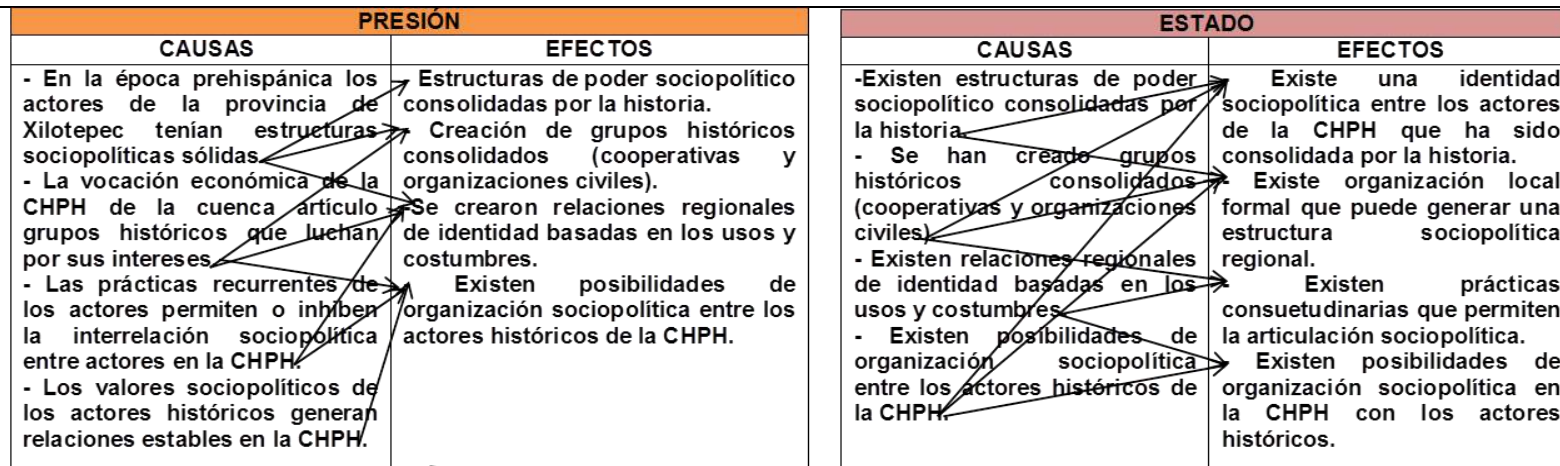 PRESIÓN
CAUSAS
EFECTOS
- En la época prehispánica los
actores de la provincia de
Xilotepec tenían estructuras
sociopolíticas sólidas.
- La vocación económica de la
CHPH de la cuenca artículo
grupos históricos que luchan
por sus intereses.
- Las prácticas recurrentes de
los actores permiten o inhiben
la interrelación sociopolítica
entre actores en la CHPH.
- Los valores sociopolíticos de
los actores históricos generan
relaciones estables en la CHPH.
- Estructuras de poder sociopolítico
consolidadas por la historia.
- Creación de grupos históricos
consolidados (cooperativas y
organizaciones civiles).
-Se crearon relaciones regionales
de identidad basadas en los usos y
costumbres.
- Existen posibilidades de
organización sociopolítica entre los
actores históricos de la CHPH.
ESTADO
CAUSAS
EFECTOS
-Existen estructuras de poder
sociopolítico consolidadas por
la historia.
- Se han creado grupos
históricos consolidados
(cooperativas y organizaciones
civiles).
- Existen relaciones regionales
de identidad basadas en los
usos y costumbres.
- Existen posibilidades de
organización sociopolítica
entre los actores históricos de
la CHPH.
- Existe una identidad
sociopolítica entre los actores
de la CHPH que ha sido
consolidada por la historia.
- Existe organización local
formal que puede generar una
estructura sociopolítica
regional.
- Existen prácticas
consuetudinarias que permiten
la articulación sociopolítica.
- Existen posibilidades de
organización sociopolítica en
la CHPH con los actores
históricos.